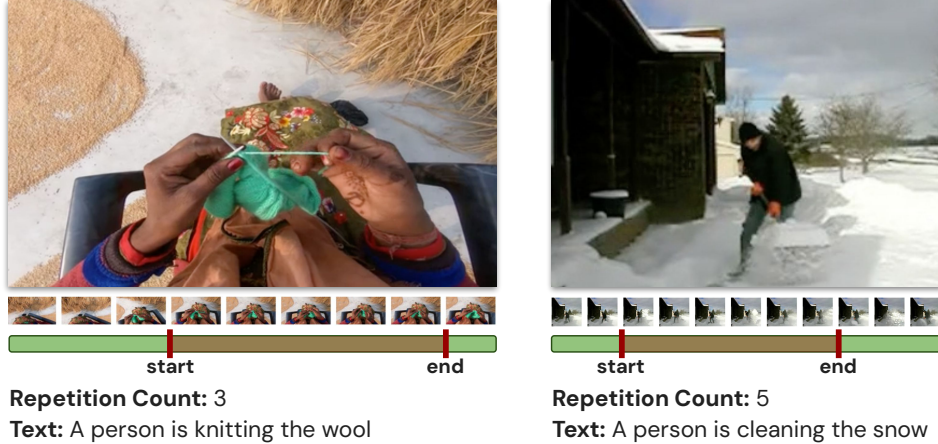 start end
Repetition Count: 3
Text: A person is knitting the wool
start end
Repetition Count: 5
Text: A person is cleaning the snow